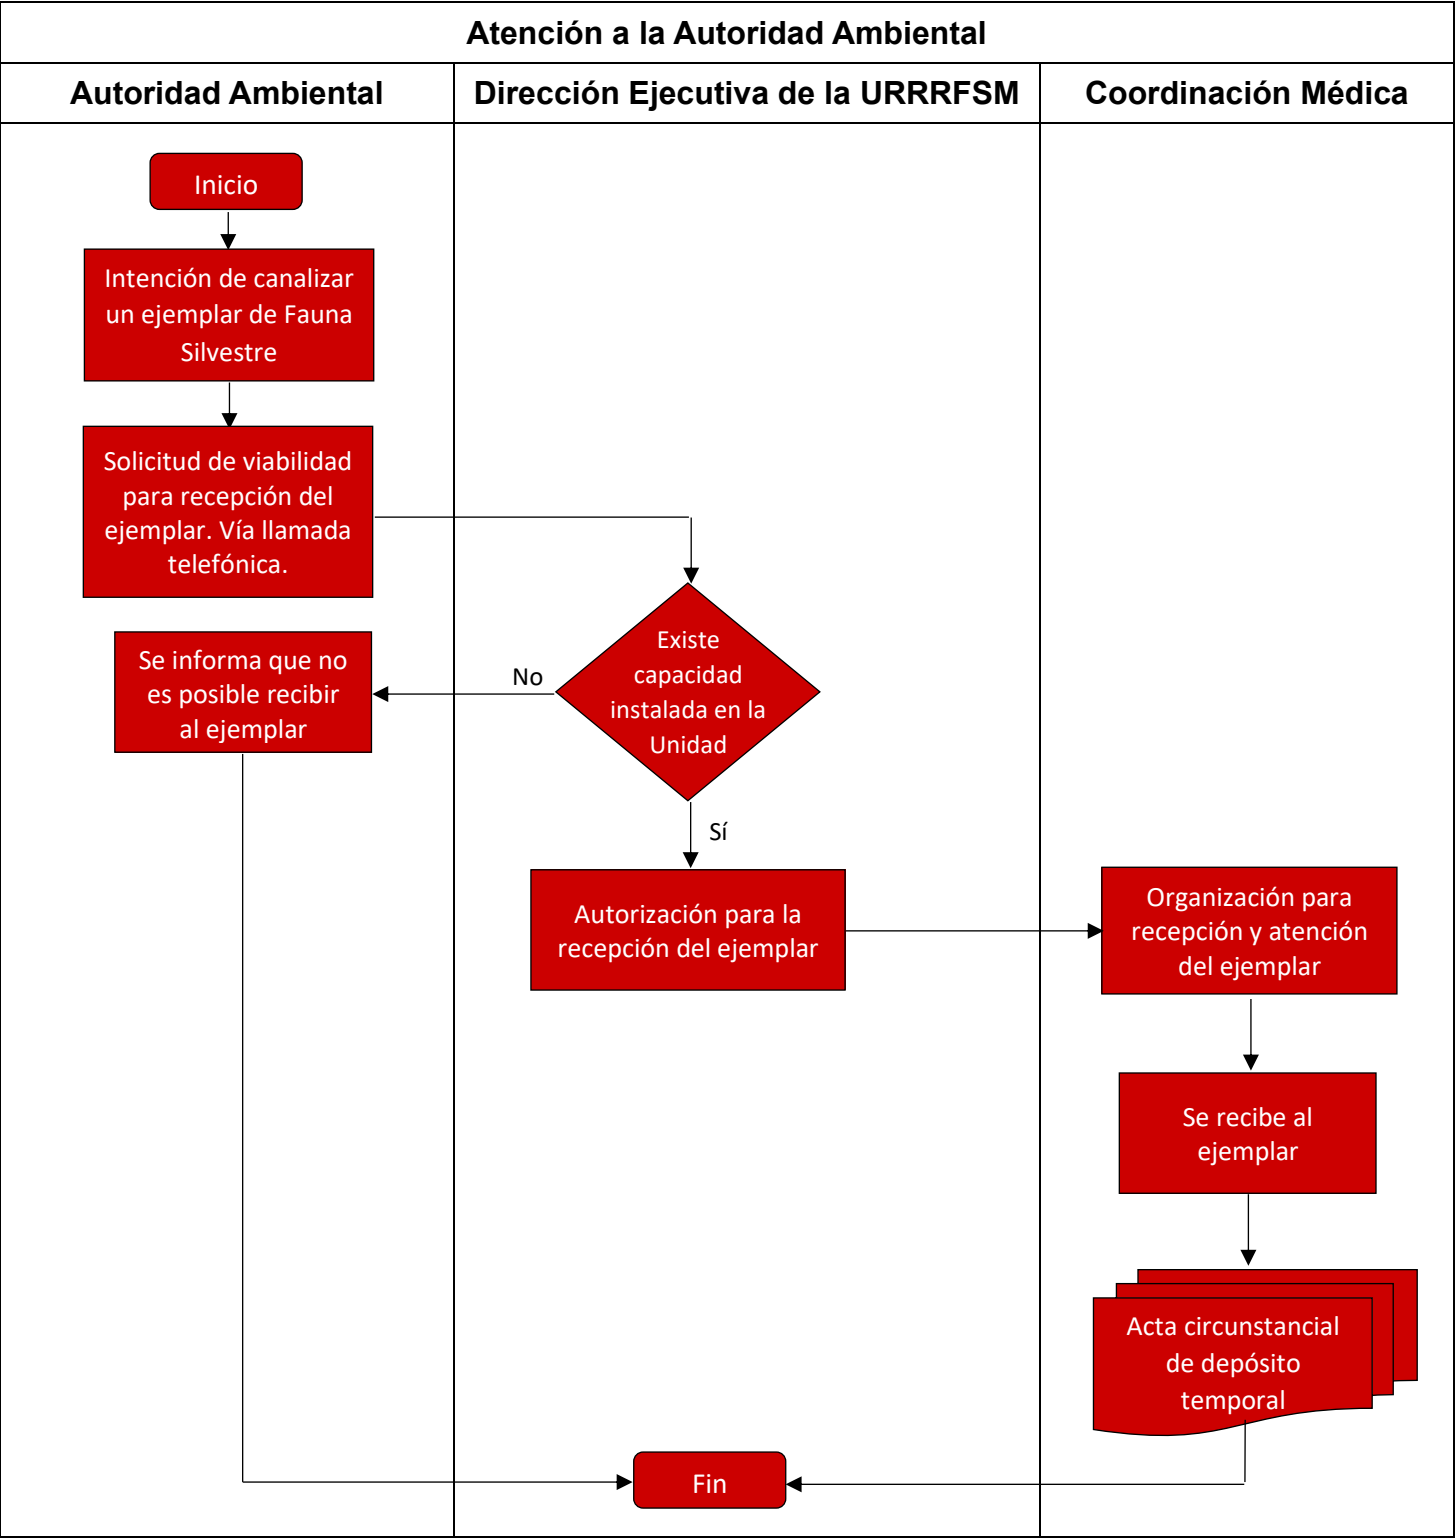 Atención a la Autoridad Ambiental
Autoridad Ambiental
Dirección Ejecutiva de la URRRFSM
Coordinación Médica
Inicio
Intención de canalizar
un ejemplar de Fauna
Silvestre
Solicitud de viabilidad
para recepción del
ejemplar. Vía llamada
telefónica.
Existe
capacidad
instalada en la
Unidad
No
Se informa que no
es posible recibir
al ejemplar
Sí
Autorización para la
recepción del ejemplar
Organización para
recepción y atención
del ejemplar
Se recibe al
ejemplar
Acta circunstancial
de depósito
temporal
Fin